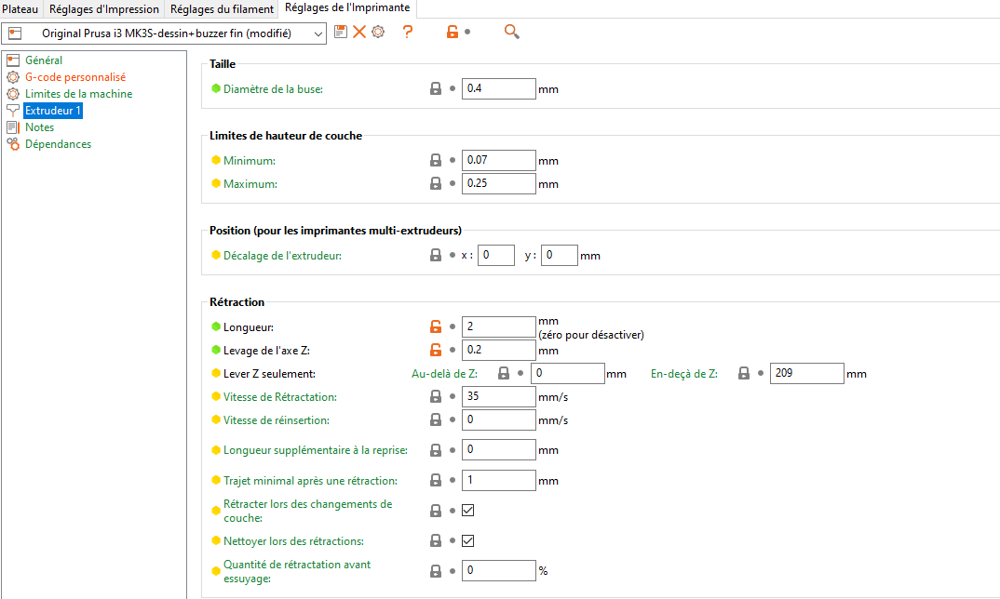 Plateau Réglages d'Impression Réglages du filament Réglages de l'Imprimante
Original Prusa i3 MK3S-dessin+buzzer fin (modifié)
?
Général
G-code personnalisé
Limites de la machine
Extrudeur 1
Notes
Dépendances
Taille
Diamètre de la buse: 0.4 mm
Limites de hauteur de couche
Minimum: 0.07 mm
Maximum: 0.25 mm
Position (pour les imprimantes multi-extrudeurs)
Décalage de l'extrudeur: x : 0 y : 0 mm
Rétraction
Longueur: 2 mm
(zéro pour désactiver)
Levage de l'axe Z: 0.2 mm
Lever Z seulement: Au-delà de Z: 0 mm En-deçà de Z: 209 mm
Vitesse de Rétractation: 35 mm/s
Vitesse de réinsertion: 0 mm/s
Longueur supplémentaire à la reprise: 0 mm
Trajet minimal après une rétraction: 1 mm
Rétracter lors des changements de
couche:
Nettoyer lors des rétractions:
Quantité de rétractation avant
essuyage: 0 %